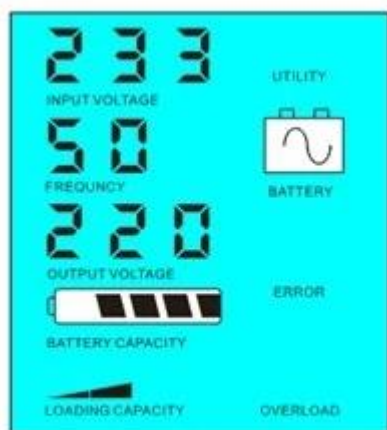 233
UTILITY
INPUT VOLTAGE
50
FREQUNCY
BATTERY
220
OUTPUT VOLTAGE
ERROR
BATTERY CAPACITY
LOADING CAPACITY
OVERLOAD